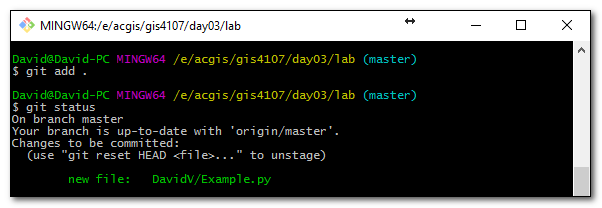 MINGW64:/e/acgis/gis4107/day03/lab
David@David-PC MINGW64 /e/acgis/gis4107/day03/lab (master)
$ git add .
David@David-PC MINGW64 /e/acgis/gis4107/day03/lab (master)
$ git status
On branch master
Your branch is up-to-date with 'origin/master'.
Changes to be committed:
  (use "git reset HEAD <file>..." to unstage)
        new file:   DavidV/Example.py